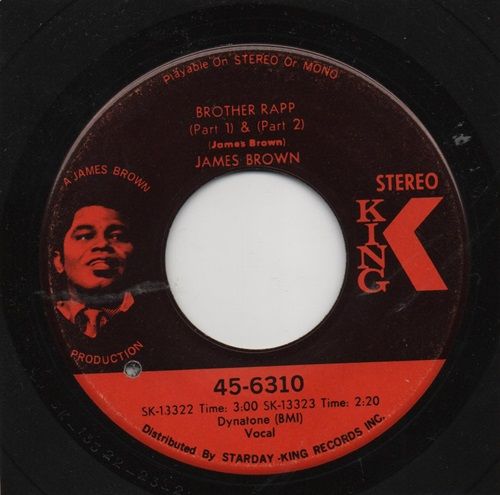 Playable On STEREO Or MONO
BROTHER RAPP
(Part 1) & (Part 2)
(James Brown)
JAMES BROWN
A JAMES BROWN
PRODUCTION
STEREO
KING
45-6310
SK-13322 Time: 3:00 SK-13323 Time: 2:20
Dynatone (BMI)
Vocal
Distributed By STARDAY-KING RECORDS INC.